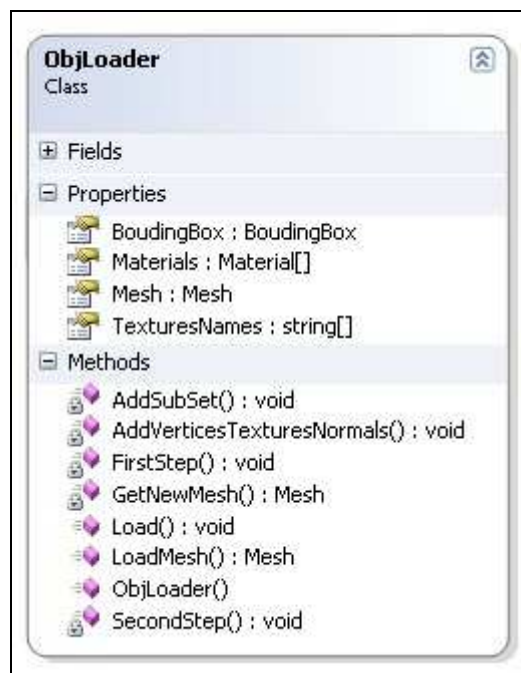 ObjLoader
Class
Fields
Properties
BoudingBox : BoudingBox
Materials : Material[]
Mesh : Mesh
TexturesNames : string[]
Methods
AddSubSet() : void
AddVerticesTexturesNormals() : void
FirstStep() : void
GetNewMesh() : Mesh
Load() : void
LoadMesh() : Mesh
ObjLoader()
SecondStep() : void